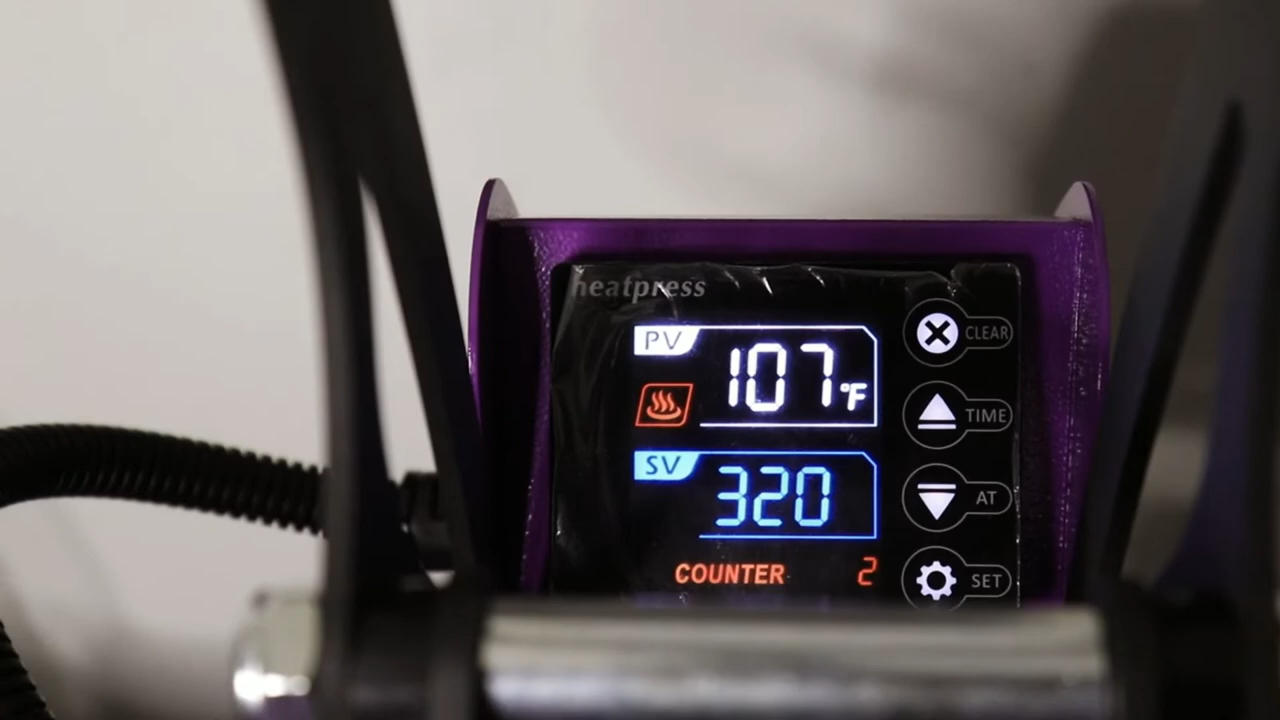 heatpress
PV 107 °F
SV 320
COUNTER 2
CLEAR
TIME
AT
SET